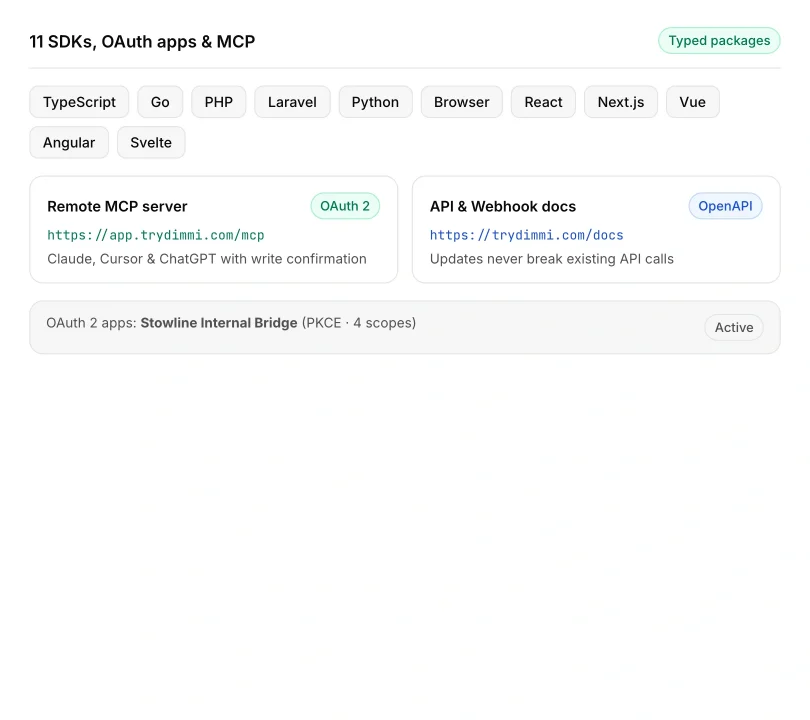 11 SDKs, OAuth apps & MCP
Typed packages
TypeScript Go PHP Laravel Python Browser React Next.js Vue
Angular Svelte
Remote MCP server
OAuth 2
https://app.trydimmi.com/mcp
Claude, Cursor & ChatGPT with write confirmation
API & Webhook docs
OpenAPI
https://trydimmi.com/docs
Updates never break existing API calls
OAuth 2 apps: Stowline Internal Bridge (PKCE · 4 scopes)
Active